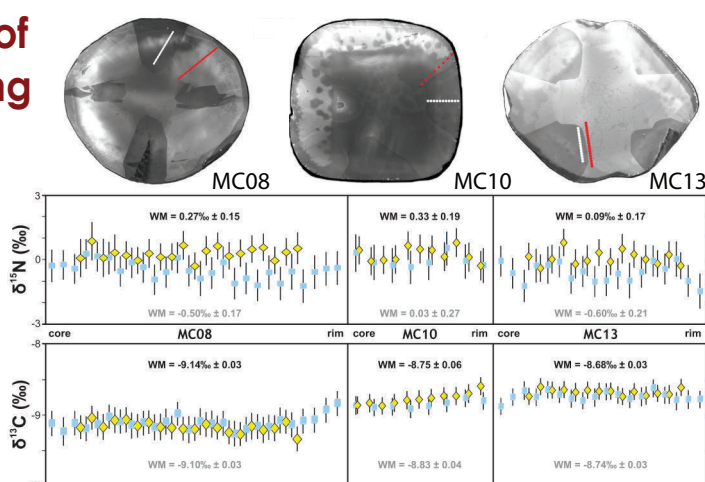 of
ng
MC08
MC10
MC13
3
WM = 0.27‰ ± 0.15
0.33 ± 0.19
WM = 0.09‰ ± 0.17
δ¹⁵N (‰)
0
WM = -0.50‰ ± 0.17
0.03 ± 0.27
WM = -0.60‰ ± 0.21
-3
core MC08 rim core MC10 rim core MC13 rim
-8
WM = -9.14‰ ± 0.03
WM = -8.75 ± 0.06
WM = -8.68‰ ± 0.03
δ¹³C (‰)
-9
WM = -9.10‰ ± 0.03
WM = -8.83 ± 0.04
WM = -8.74‰ ± 0.03